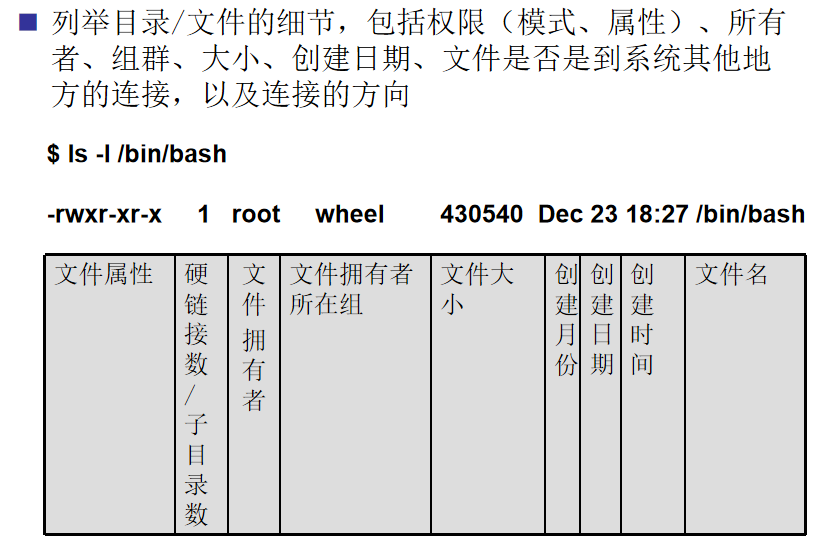 列举目录/文件的细节，包括权限（模式、属性）、所有
者、组群、大小、创建日期、文件是否是到系统其他地
方的连接，以及连接的方向
$ ls -l /bin/bash
-rwxr-xr-x 1 root wheel 430540 Dec 23 18:27 /bin/bash
文件属性
硬链接数/子目录数
文件拥有者
文件拥有者
所在组
文件大
小
创建月份
创建日期
创建时间
文件名